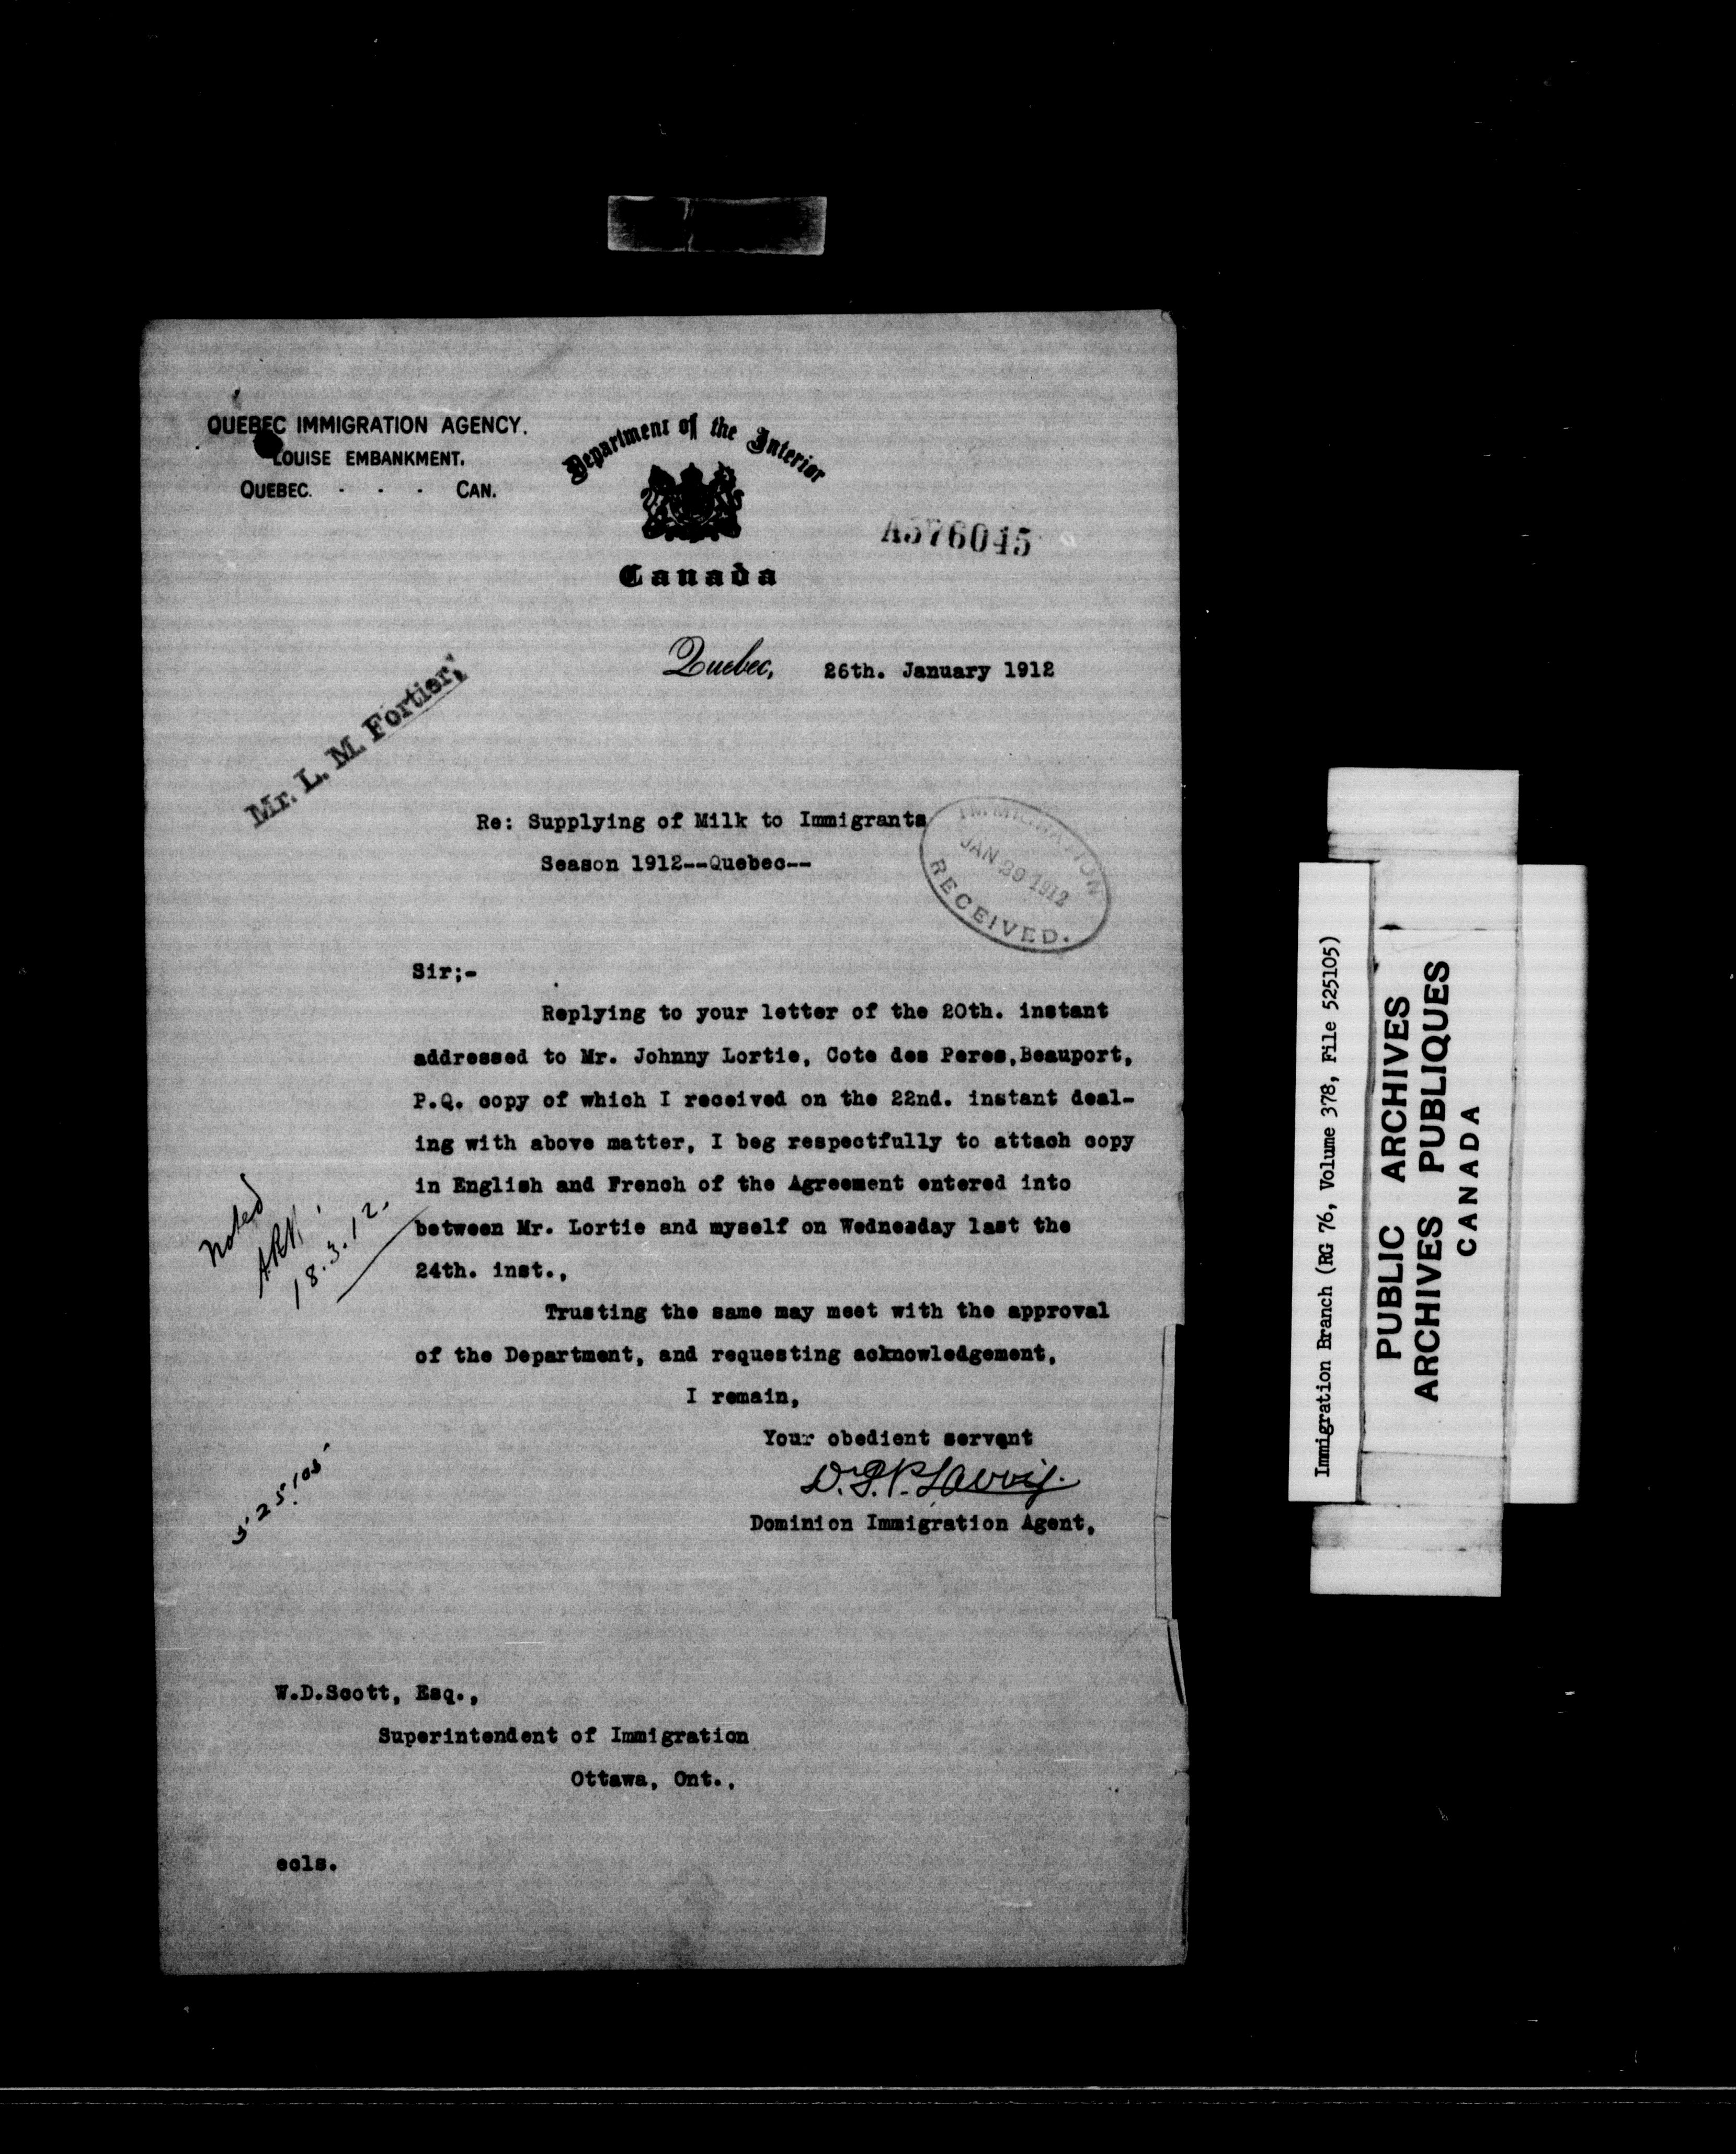 QUEBEC IMMIGRATION AGENCY.
LOUISE EMBANKMENT.
QUEBEC. - - - CAN.
Department of the Interior
Canada
A376045
Quebec, 26th. January 1912
Mr. L. M. Fortier,
Re: Supplying of Milk to Immigrants
Season 1912--Quebec--
IMMIGRATION
JAN 29 1912
RECEIVED.
Sir;-
Replying to your letter of the 20th. instant
addressed to Mr. Johnny Lortie, Cote des Peres,Beauport,
P.Q. copy of which I received on the 22nd. instant deal-
ing with above matter, I beg respectfully to attach copy
in English and French of the Agreement entered into
between Mr. Lortie and myself on Wednesday last the
24th. inst.,
Noted
18.3.12.
Trusting the same may meet with the approval
of the Department, and requesting acknowledgement,
I remain,
Your obedient servant
Dominion Immigration Agent,
525105
W.D.Scott, Esq.,
Superintendent of Immigration
Ottawa, Ont.,
ecls.
Immigration Branch (RG 76, Volume 378, File 525105)
PUBLIC ARCHIVES
ARCHIVES PUBLIQUES
CANADA